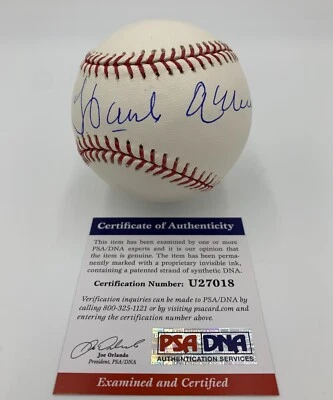 Hank Aaron
Certificate of Authenticity
This item has been examined by one or more
PSA/DNA experts and it is our opinion that
the item is genuine. The item has been
permanently marked with a proprietary invisible ink,
containing a patented strand of synthetic DNA.
Certification Number: U27018
Verification inquiries can be made to PSA/DNA by
calling 800-325-1121 or by visiting www.psacard.com and
entering the certification number above.
Joe Orlando
President, PSA/DNA
PSA DNA
AUTHENTICATION SERVICES
Examined and Certified